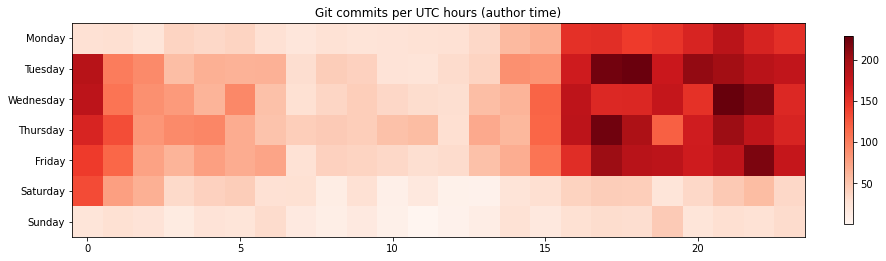 Git commits per UTC hours (author time)
Monday
Tuesday
Wednesday
Thursday
Friday
Saturday
Sunday
0 5 10 15 20
200
150
100
50